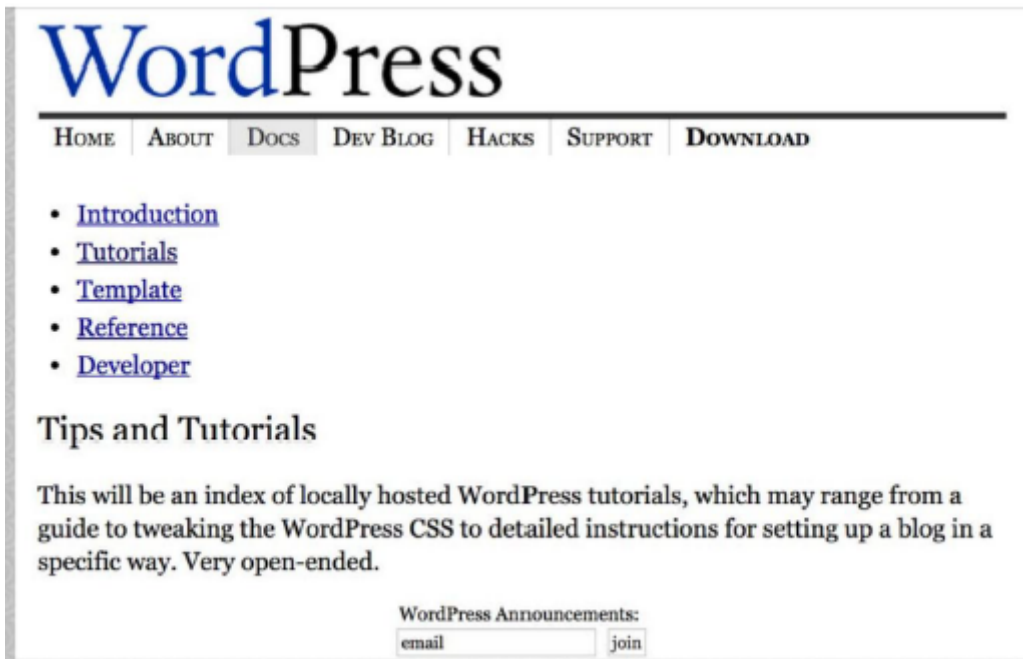 WordPress
Home About Docs Dev Blog Hacks Support Download
Introduction
Tutorials
Template
Reference
Developer
Tips and Tutorials
This will be an index of locally hosted WordPress tutorials, which may range from a
guide to tweaking the WordPress CSS to detailed instructions for setting up a blog in a
specific way. Very open-ended.
WordPress Announcements:
email join